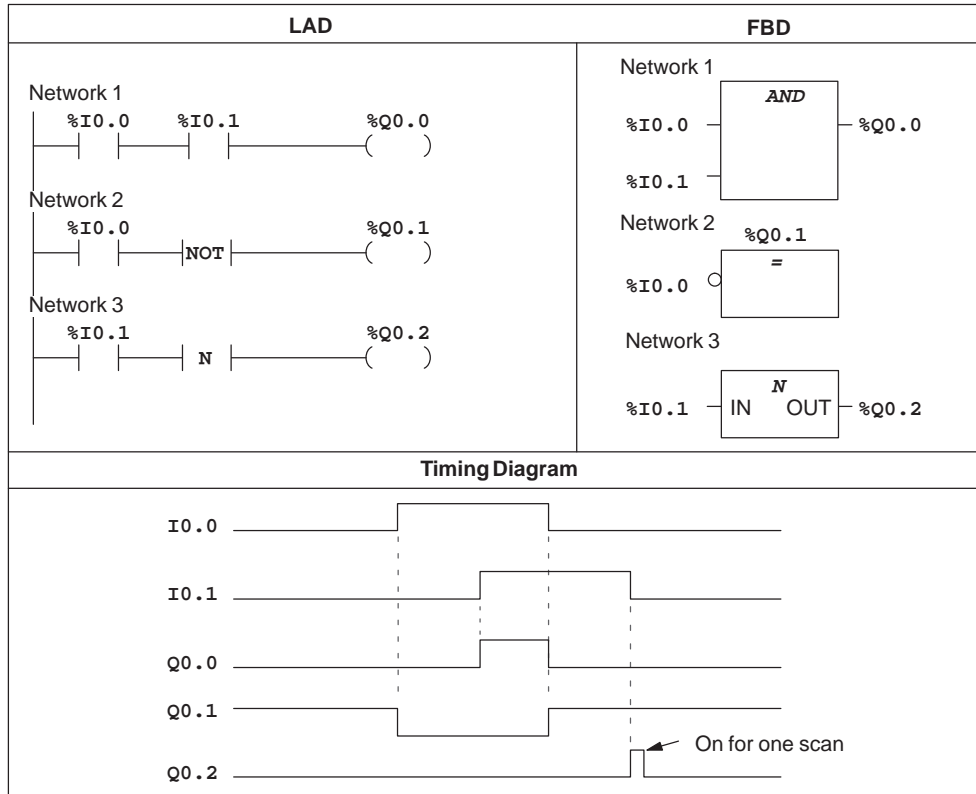 LAD
FBD
Network 1
%I0.0 %I0.1 %Q0.0
Network 2
%I0.0 NOT %Q0.1
Network 3
%I0.1 N %Q0.2
Network 1
AND
%I0.0 %Q0.0
%I0.1
Network 2
%Q0.1
=
%I0.0
Network 3
N
%I0.1 IN OUT %Q0.2
Timing Diagram
I0.0
I0.1
Q0.0
Q0.1
On for one scan
Q0.2